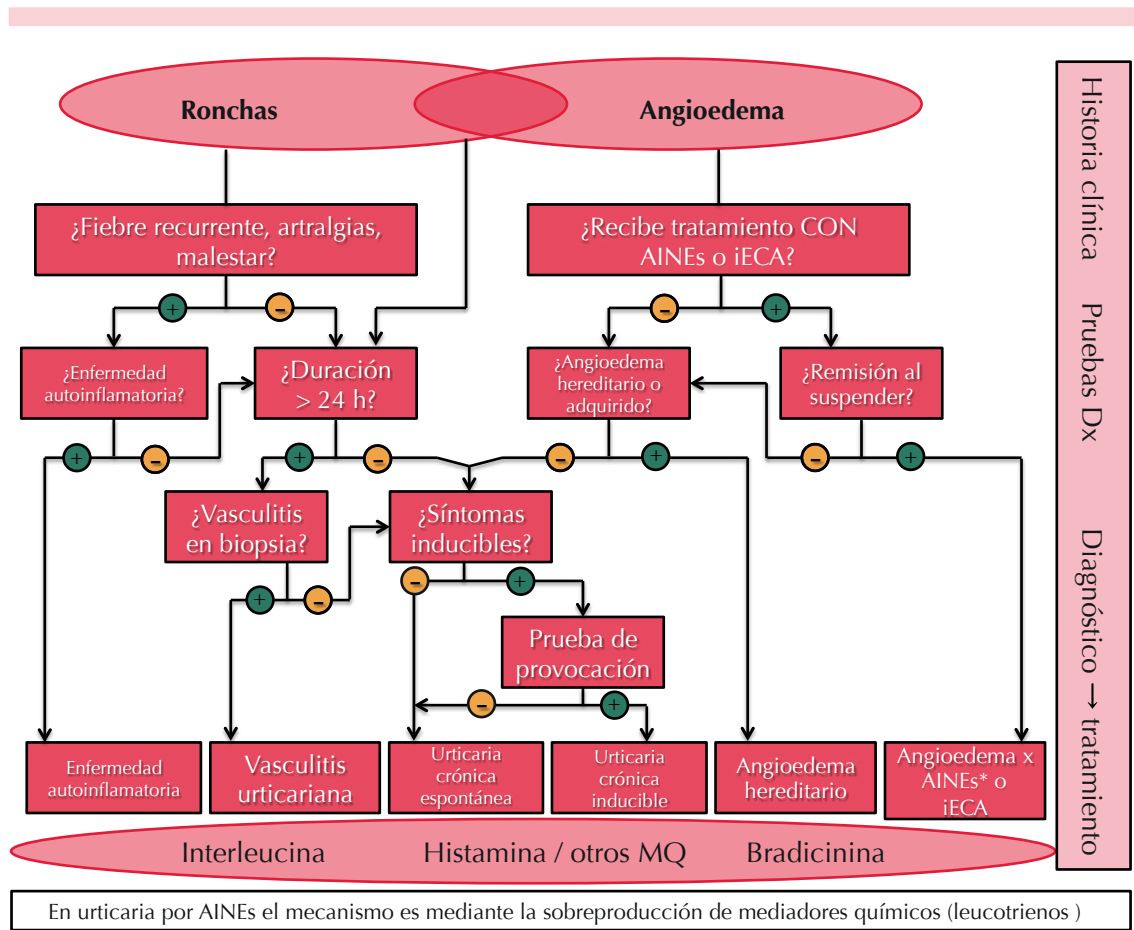 Ronchas
Angioedema
¿Fiebre recurrente, artralgias,
malestar?
¿Recibe tratamiento CON
AINEs o iECA?
+
-
-
+
¿Enfermedad
autoinflamatoria?
¿Duración
> 24 h?
¿Angioedema
hereditario o
adquirido?
¿Remisión al
suspender?
+
-
+
-
-
+
-
+
¿Vasculitis
en biopsia?
¿Síntomas
inducibles?
+
-
-
+
Prueba de
provocación
-
+
Enfermedad
autoinflamatoria
Vasculitis
urticariana
Urticaria
crónica
espontánea
Urticaria
crónica
inducible
Angioedema
hereditario
Angioedema x
AINEs* o
iECA
Interleucina
Histamina / otros MQ
Bradicinina
Historia clínica
Pruebas Dx
Diagnóstico → tratamiento
En urticaria por AINEs el mecanismo es mediante la sobreproducción de mediadores químicos (leucotrienos )